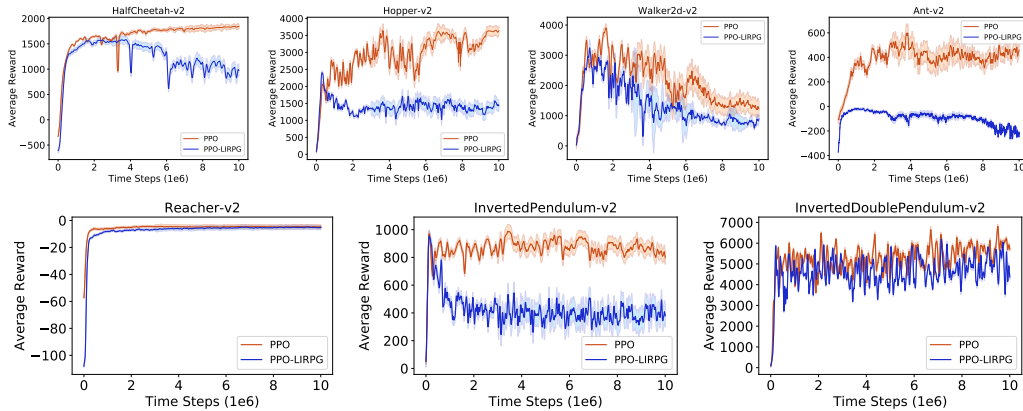 HalfCheetah-v2
Average Reward
2000
1500
1000
500
0
−500
0 2 4 6 8 10
Time Steps (1e6)
PPO
PPO-LIRPG
Hopper-v2
Average Reward
4000
3500
3000
2500
2000
1500
1000
500
0
0 2 4 6 8 10
Time Steps (1e6)
PPO
PPO-LIRPG
Walker2d-v2
Average Reward
4000
3000
2000
1000
0
0 2 4 6 8 10
Time Steps (1e6)
PPO
PPO-LIRPG
Ant-v2
Average Reward
600
400
200
0
−200
−400
0 2 4 6 8 10
Time Steps (1e6)
PPO
PPO-LIRPG
Reacher-v2
Average Reward
0
−20
−40
−60
−80
−100
0 2 4 6 8 10
Time Steps (1e6)
PPO
PPO-LIRPG
InvertedPendulum-v2
Average Reward
1000
800
600
400
200
0
0 2 4 6 8 10
Time Steps (1e6)
PPO
PPO-LIRPG
InvertedDoublePendulum-v2
Average Reward
7000
6000
5000
4000
3000
2000
1000
0
0 2 4 6 8 10
Time Steps (1e6)
PPO
PPO-LIRPG